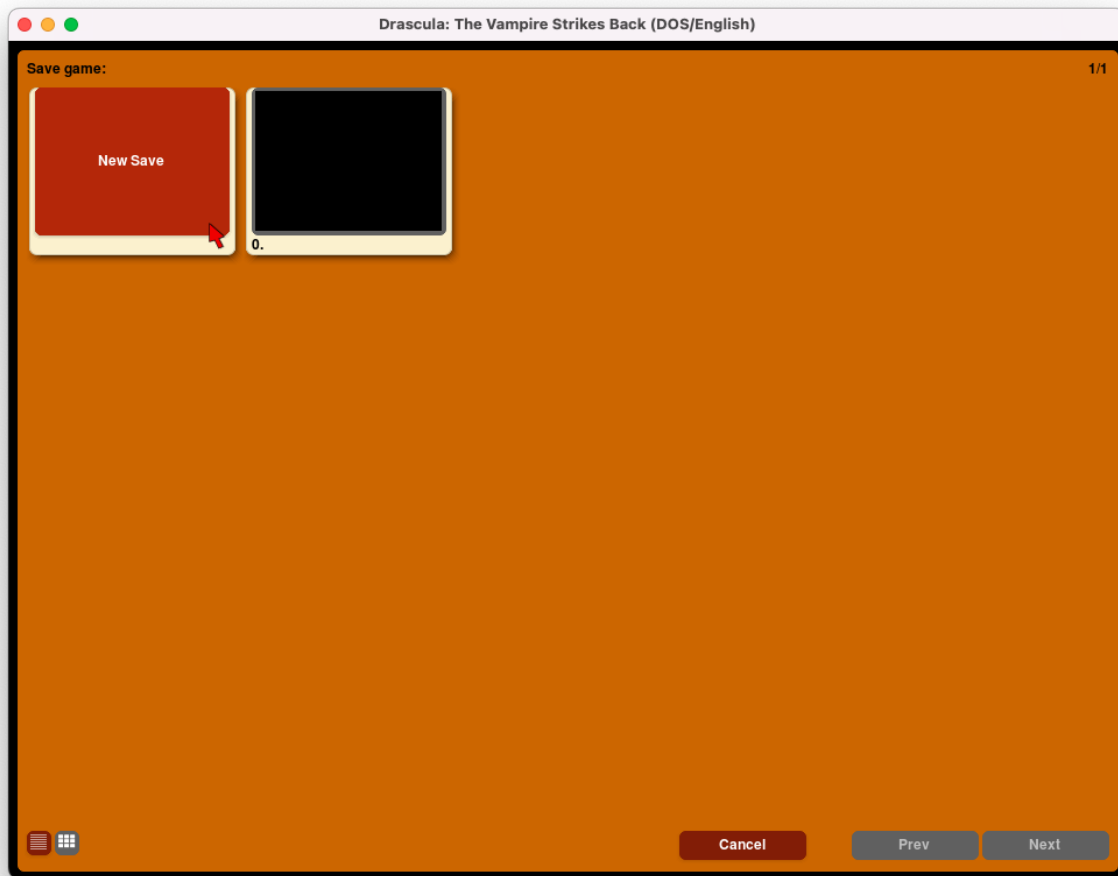 Drascula: The Vampire Strikes Back (DOS/English)
Save game:
1/1
New Save
0.
Cancel
Prev
Next